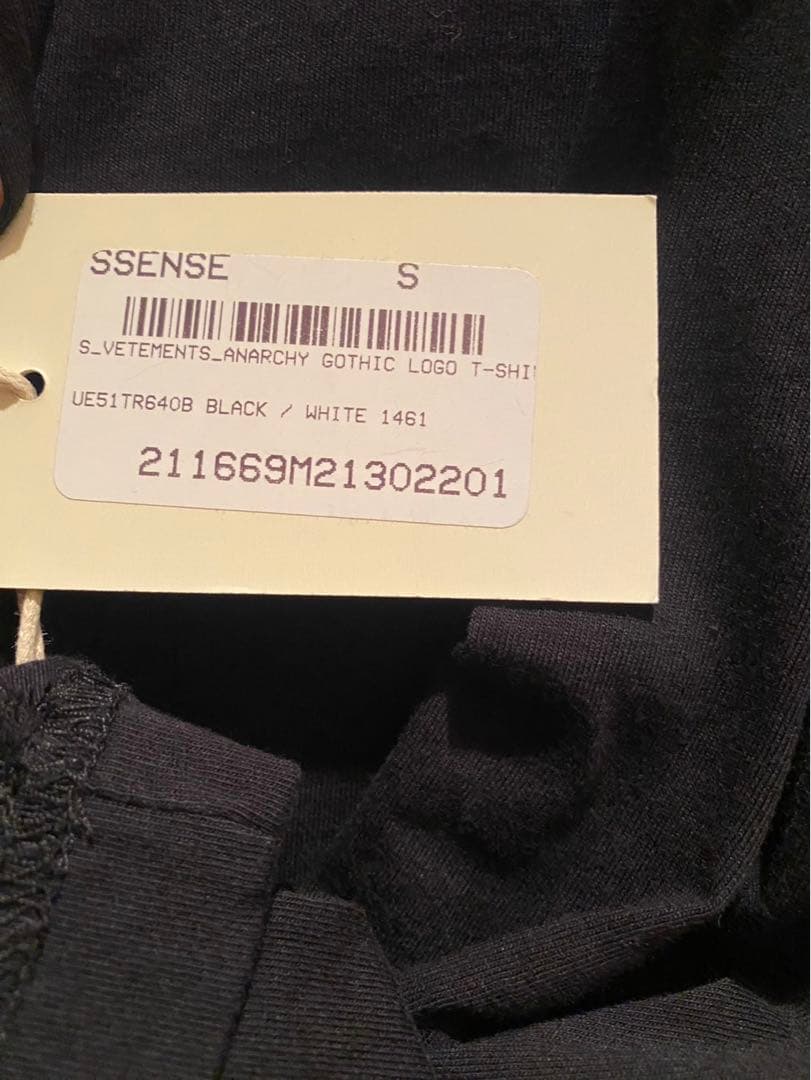 SSENSE S
S_VETEMENTS_ANARCHY GOTHIC LOGO T-SHI
UE51TR640B BLACK / WHITE 1461
211669M21302201